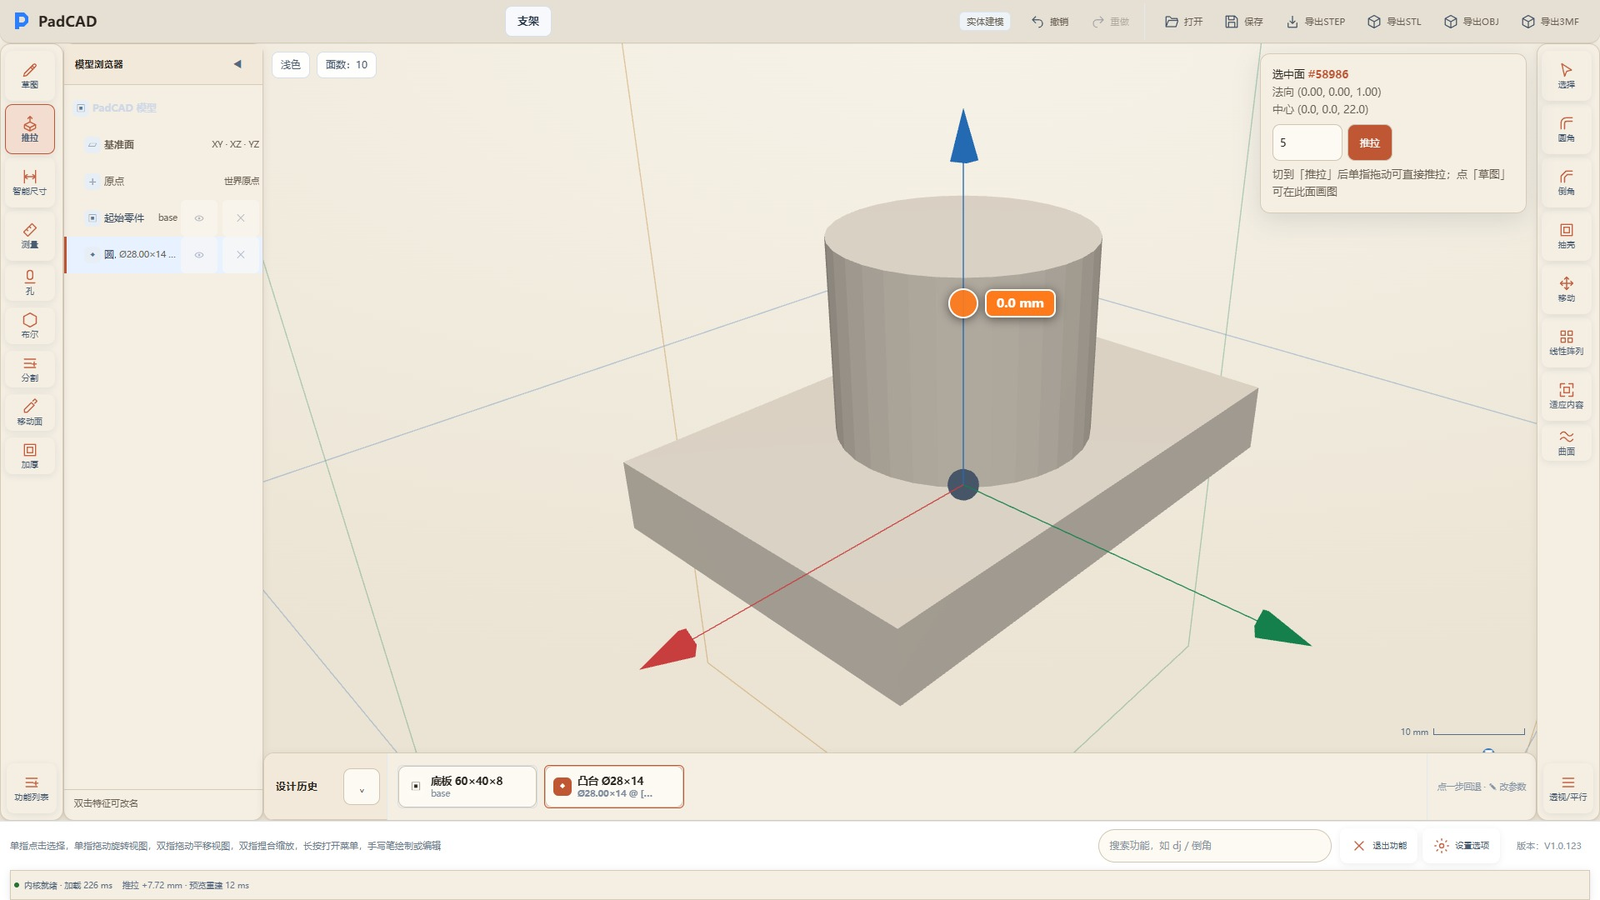 PadCAD
支架
实体建模
撤销
重做
打开
保存
导出STEP
导出STL
导出OBJ
导出3MF
草图
推拉
智能尺寸
测量
孔
布尔
分割
移动面
加厚
功能列表
模型浏览器
PadCAD 模型
基准面 XY · XZ · YZ
原点 世界原点
起始零件 base
圆, Ø28.00×14 ...
双击特征可改名
浅色
面数：10
0.0 mm
选中面 #58986
法向 (0.00, 0.00, 1.00)
中心 (0.0, 0.0, 22.0)
5
推拉
切到「推拉」后单指拖动可直接推拉；点「草图」
可在此面画图
选择
圆角
倒角
抽壳
移动
线性阵列
适应内容
曲面
透视/平行
10 mm
设计历史
底板 60×40×8
base
凸台 Ø28×14
Ø28.00×14 @ [...
点一步回退 · ✎ 改参数
单指点击选择，单指拖动旋转视图，双指拖动平移视图，双指捏合缩放，长按打开菜单，手写笔绘制或编辑
搜索功能，如 dj / 倒角
退出功能
设置选项
版本：V1.0.123
内核就绪 · 加载 226 ms 推拉 +7.72 mm · 预览重建 12 ms